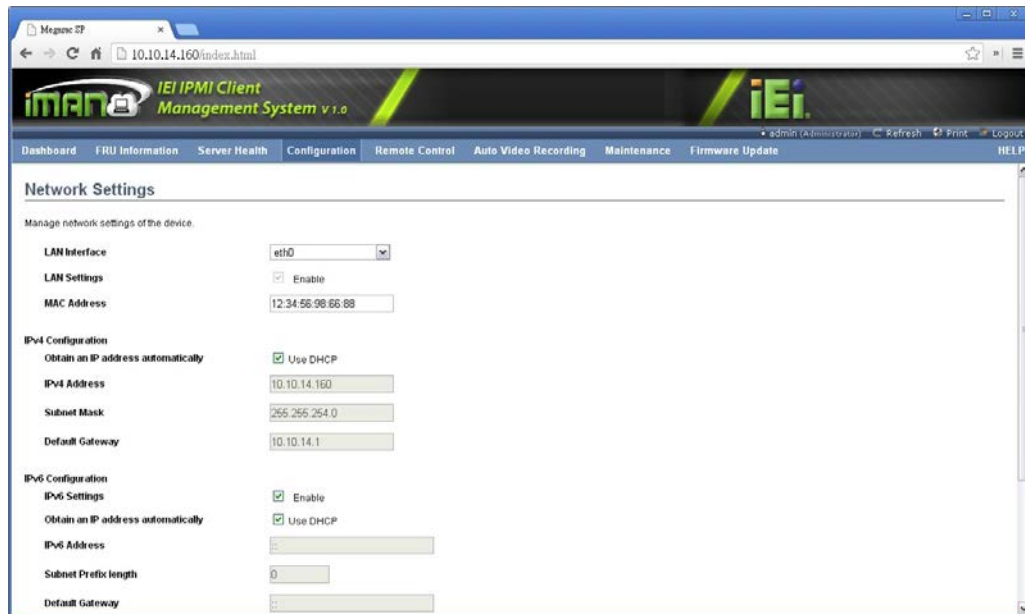 Megarac SP
10.10.14.160/index.html
iMAN
IEI IPMI Client
Management System v 1.0
iEi
• admin (Administrator) Refresh Print Logout
Dashboard FRU Information Server Health Configuration Remote Control Auto Video Recording Maintenance Firmware Update HELP
Network Settings
Manage network settings of the device.
LAN Interface eth0
LAN Settings Enable
MAC Address 12:34:56:98:66:88
IPv4 Configuration
Obtain an IP address automatically Use DHCP
IPv4 Address 10.10.14.160
Subnet Mask 255.255.254.0
Default Gateway 10.10.14.1
IPv6 Configuration
IPv6 Settings Enable
Obtain an IP address automatically Use DHCP
IPv6 Address ::
Subnet Prefix length 0
Default Gateway ::